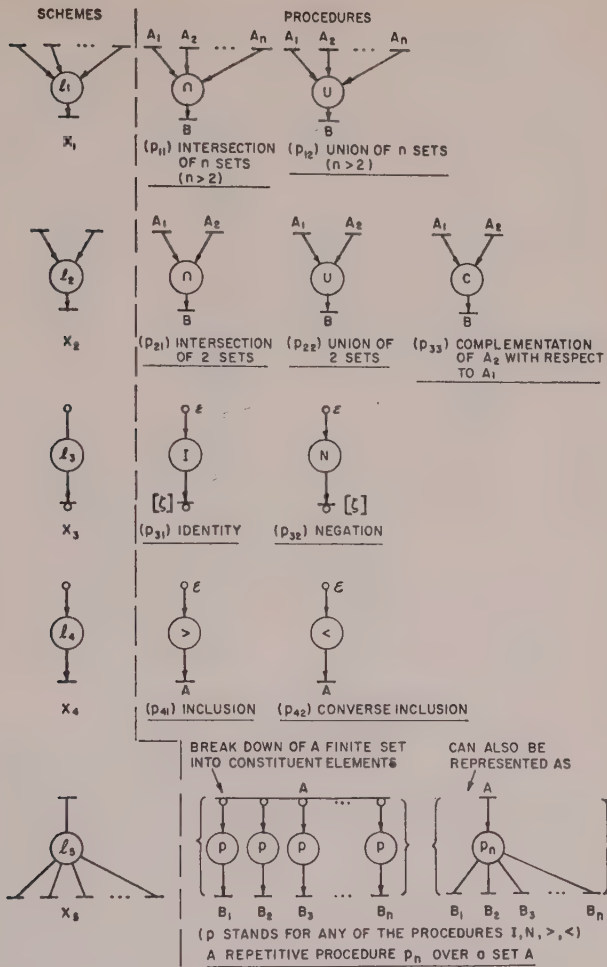 SCHEMES
PROCEDURES
A₁ A₂ ... Aₙ A₁ A₂ ... Aₙ
...
ℓ₁ ∩ U
B B
X₁
(p₁₁) INTERSECTION
OF n SETS
(n>2)
(p₁₂) UNION OF n SETS
(n>2)
A₁ A₂ A₁ A₂ A₁ A₂
ℓ₂ ∩ U C
B B B
X₂
(p₂₁) INTERSECTION
OF 2 SETS
(p₂₂) UNION OF
2 SETS
(p₃₃) COMPLEMENTATION
OF A₂ WITH RESPECT
TO A₁
ε ε
ℓ₃ I N
[ζ] [ζ]
X₃
(p₃₁) IDENTITY
(p₃₂) NEGATION
ε ε
ℓ₄ > <
A A
X₄
(p₄₁) INCLUSION
(p₄₂) CONVERSE INCLUSION
BREAK DOWN OF A FINITE SET
INTO CONSTITUENT ELEMENTS
CAN ALSO BE
REPRESENTED AS
A A
...
ℓ₅ p p p p pₙ
... ... ...
X₅
B₁ B₂ B₃ Bₙ B₁ B₂ B₃ Bₙ
(p STANDS FOR ANY OF THE PROCEDURES I,N,>,<)
A REPETITIVE PROCEDURE pₙ OVER a SET A